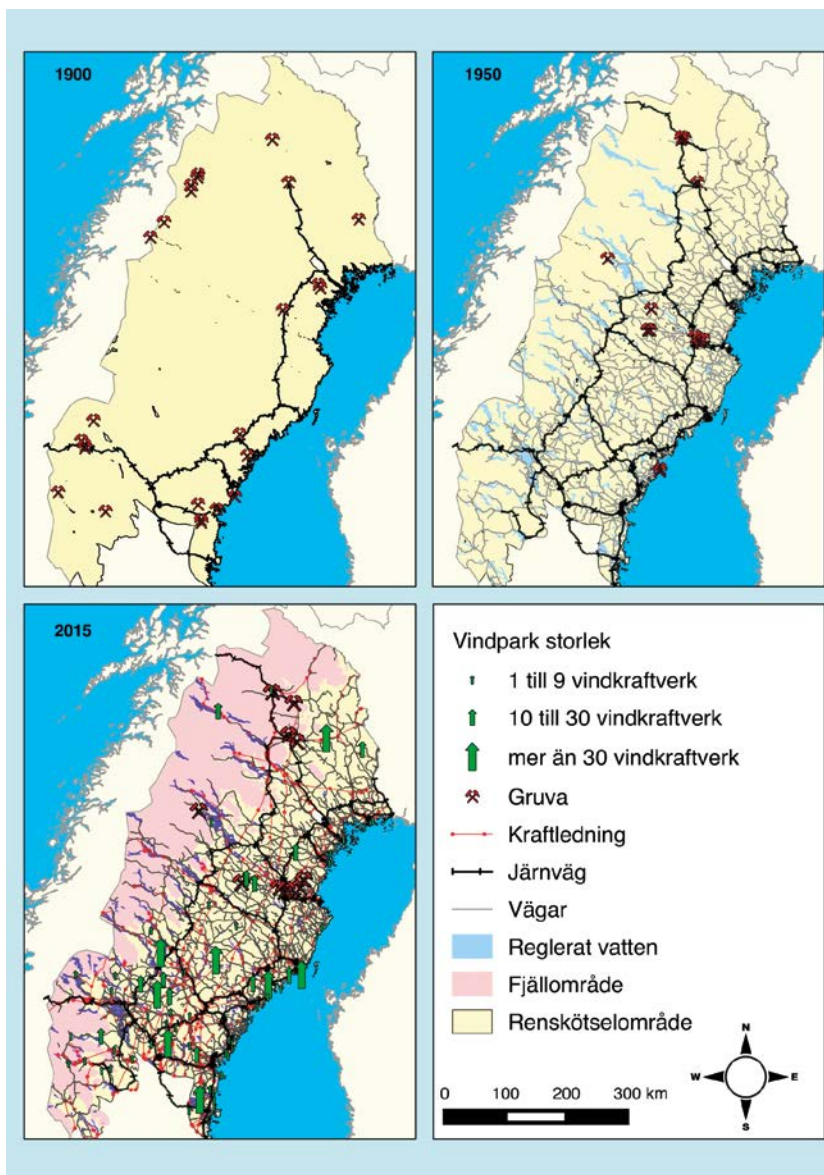 1900
1950
2015
Vindpark storlek
1 till 9 vindkraftverk
10 till 30 vindkraftverk
mer än 30 vindkraftverk
Gruva
Kraftledning
Järnväg
Vägar
Reglerat vatten
Fjällområde
Renskötselområde
N
W E
S
0 100 200 300 km